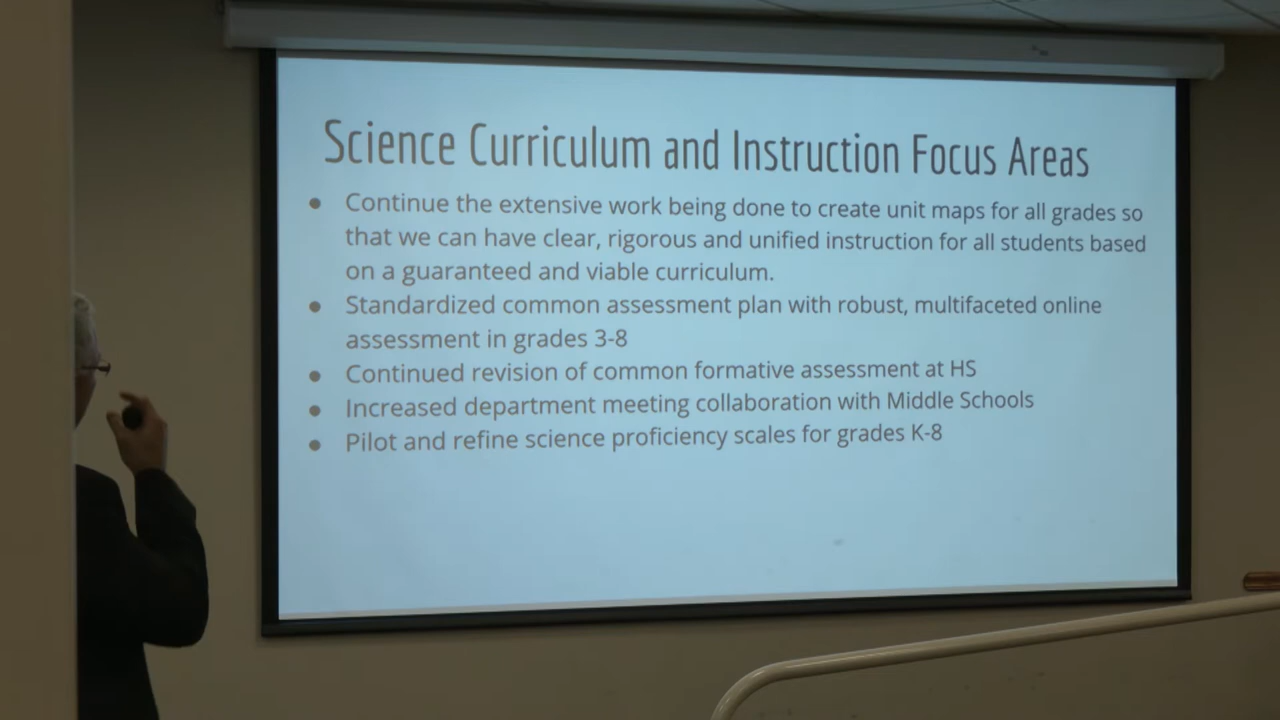 Science Curriculum and Instruction Focus Areas
● Continue the extensive work being done to create unit maps for all grades so
that we can have clear, rigorous and unified instruction for all students based
on a guaranteed and viable curriculum.
● Standardized common assessment plan with robust, multifaceted online
assessment in grades 3-8
● Continued revision of common formative assessment at HS
● Increased department meeting collaboration with Middle Schools
● Pilot and refine science proficiency scales for grades K-8